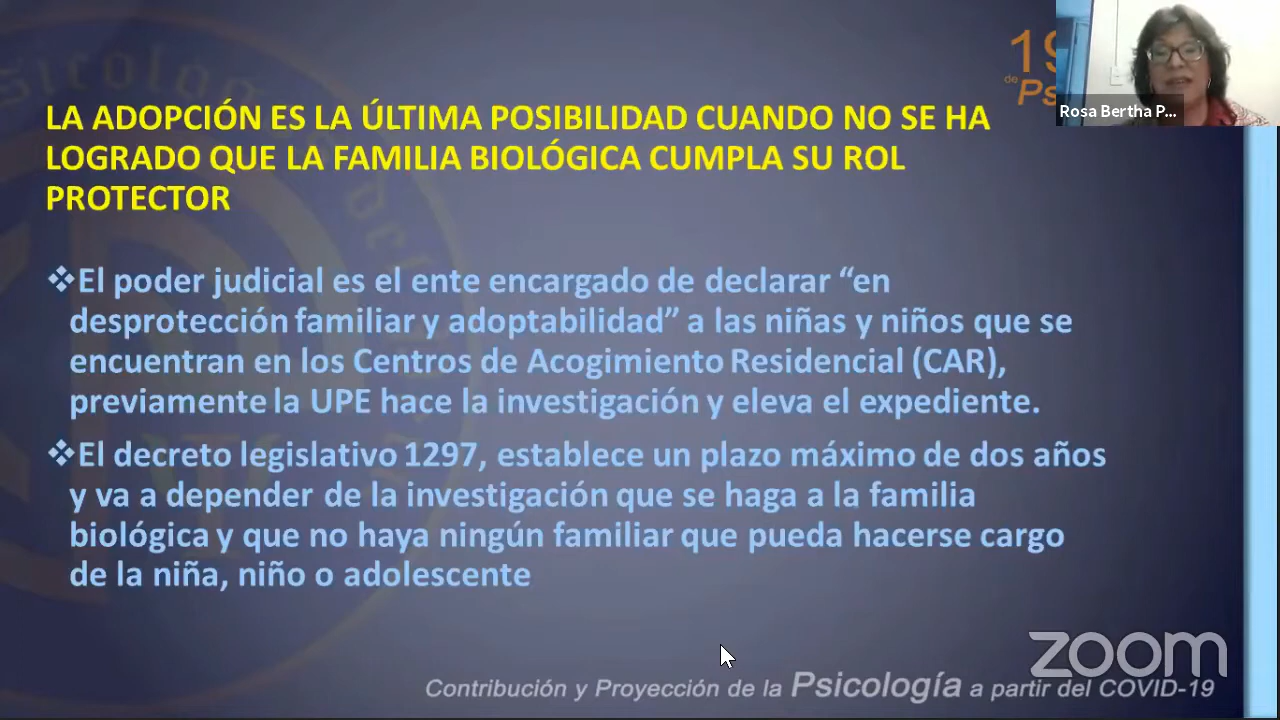 LA ADOPCIÓN ES LA ÚLTIMA POSIBILIDAD CUANDO NO SE HA
LOGRADO QUE LA FAMILIA BIOLÓGICA CUMPLA SU ROL
PROTECTOR
❖El poder judicial es el ente encargado de declarar “en
desprotección familiar y adoptabilidad” a las niñas y niños que se
encuentran en los Centros de Acogimiento Residencial (CAR),
previamente la UPE hace la investigación y eleva el expediente.
❖El decreto legislativo 1297, establece un plazo máximo de dos años
y va a depender de la investigación que se haga a la familia
biológica y que no haya ningún familiar que pueda hacerse cargo
de la niña, niño o adolescente
19
de Ps
Rosa Bertha P...
zoom
Contribución y Proyección de la Psicología a partir del COVID-19